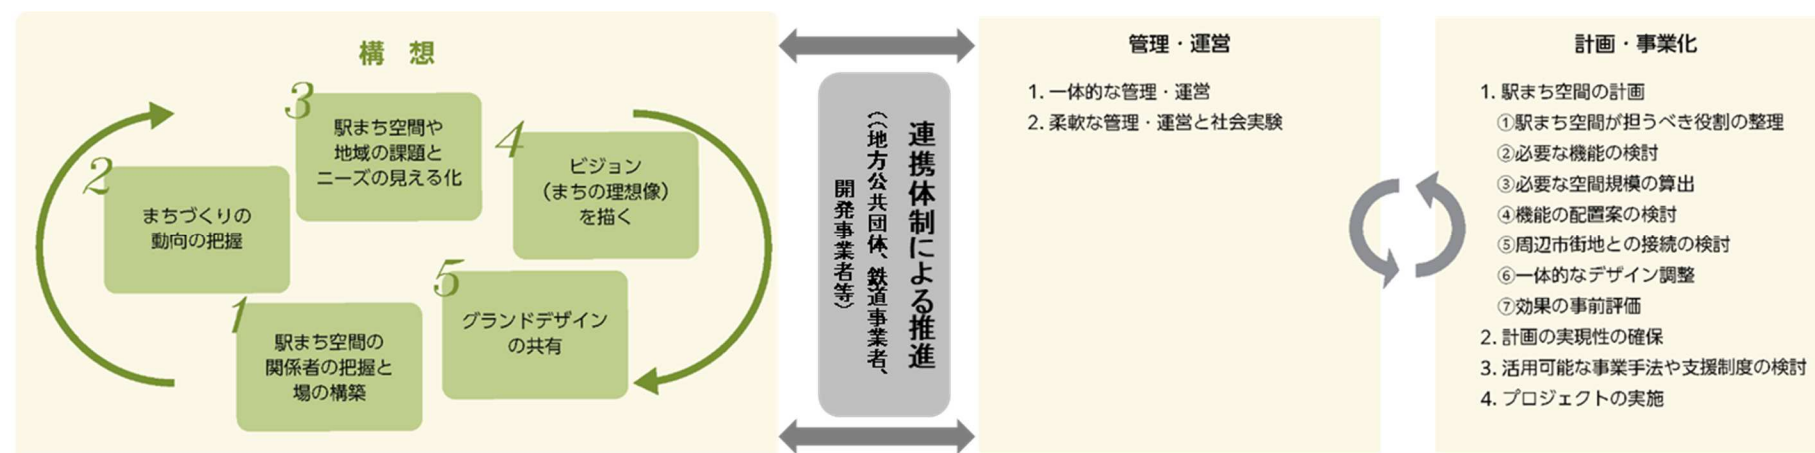 構 想
1
駅まち空間の
関係者の把握と
場の構築
2
まちづくりの
動向の把握
3
駅まち空間や
地域の課題と
ニーズの見える化
4
ビジョン
(まちの理想像)
を描く
5
グランドデザイン
の共有
連携体制による推進
((地方公共団体、鉄道事業者、
開発事業者等)
管理・運営
1. 一体的な管理・運営
2. 柔軟な管理・運営と社会実験
計画・事業化
1. 駅まち空間の計画
①駅まち空間が担うべき役割の整理
②必要な機能の検討
③必要な空間規模の算出
④機能の配置案の検討
⑤周辺市街地との接続の検討
⑥一体的なデザイン調整
⑦効果の事前評価
2. 計画の実現性の確保
3. 活用可能な事業手法や支援制度の検討
4. プロジェクトの実施